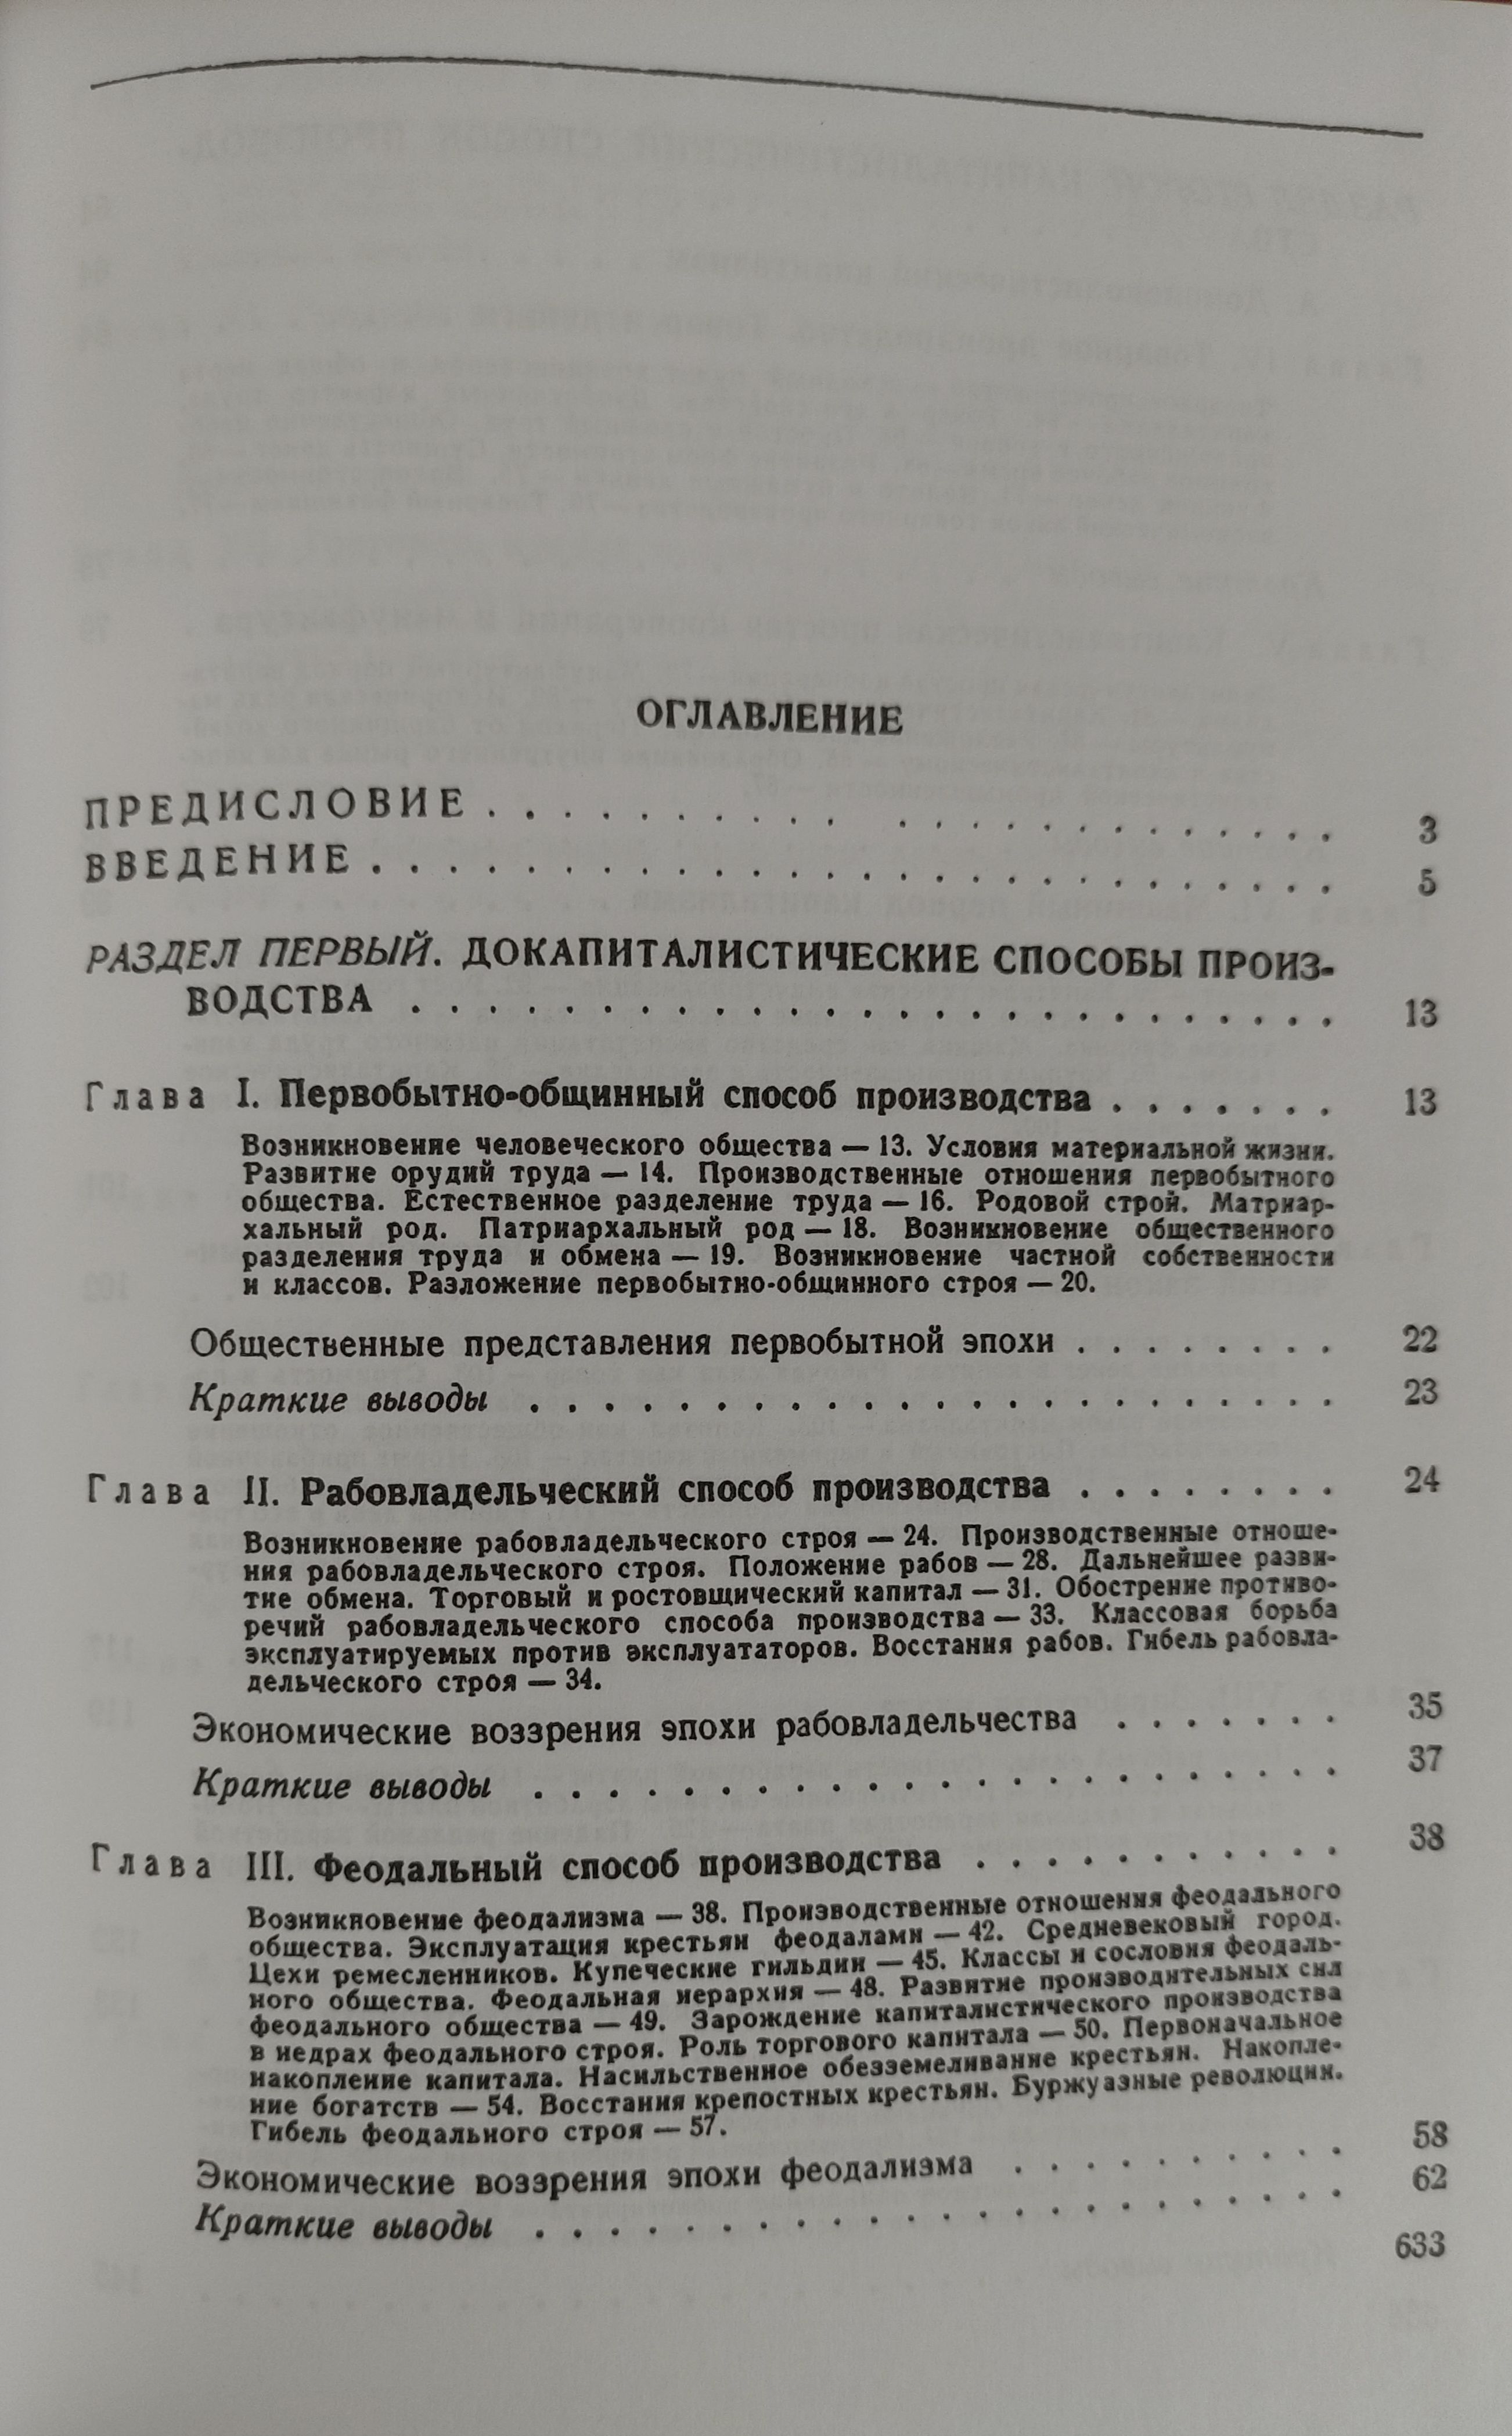 ОГЛАВЛЕНИЕ
ПРЕДИСЛОВИЕ . . . . . . . . . . . . . . . . . . . . . . 3
ВВЕДЕНИЕ . . . . . . . . . . . . . . . . . . . . . . . . . 5
РАЗДЕЛ ПЕРВЫЙ. ДОКАПИТАЛИСТИЧЕСКИЕ СПОСОБЫ ПРОИЗ-
ВОДСТВА . . . . . . . . . . . . . . . . . . . . . . . . . 13
Глава I. Первобытно-общинный способ производства . . . . . . . 13
Возникновение человеческого общества — 13. Условия материальной жизни.
Развитие орудий труда — 14. Производственные отношения первобытного
общества. Естественное разделение труда — 16. Родовой строй. Матриар-
хальный род. Патриархальный род — 18. Возникновение общественного
разделения труда и обмена — 19. Возникновение частной собственности
и классов. Разложение первобытно-общинного строя — 20.
Общественные представления первобытной эпохи . . . . . . . . 22
Краткие выводы . . . . . . . . . . . . . . . . . . . . . . 23
Глава II. Рабовладельческий способ производства . . . . . . . . 24
Возникновение рабовладельческого строя — 24. Производственные отноше-
ния рабовладельческого строя. Положение рабов — 28. Дальнейшее разви-
тие обмена. Торговый и ростовщический капитал — 31. Обострение противо-
речий рабовладельческого способа производства — 33. Классовая борьба
эксплуатируемых против эксплуататоров. Восстания рабов. Гибель рабовла-
дельческого строя — 34.
Экономические воззрения эпохи рабовладельчества . . . . . . . 35
Краткие выводы . . . . . . . . . . . . . . . . . . . . . . 37
Глава III. Феодальный способ производства . . . . . . . . . . . 38
Возникновение феодализма — 38. Производственные отношения феодального
общества. Эксплуатация крестьян феодалами — 42. Средневековый город.
Цехи ремесленников. Купеческие гильдии — 45. Классы и сословия феодаль-
ного общества. Феодальная иерархия — 48. Развитие производительных сил
феодального общества — 49. Зарождение капиталистического производства
в недрах феодального строя. Роль торгового капитала — 50. Первоначальное
накопление капитала. Насильственное обезземеливание крестьян. Накопле-
ние богатств — 54. Восстания крепостных крестьян. Буржуазные революции.
Гибель феодального строя — 57.
Экономические воззрения эпохи феодализма . . . . . . . . . . 58
Краткие выводы . . . . . . . . . . . . . . . . . . . . . . 62
633